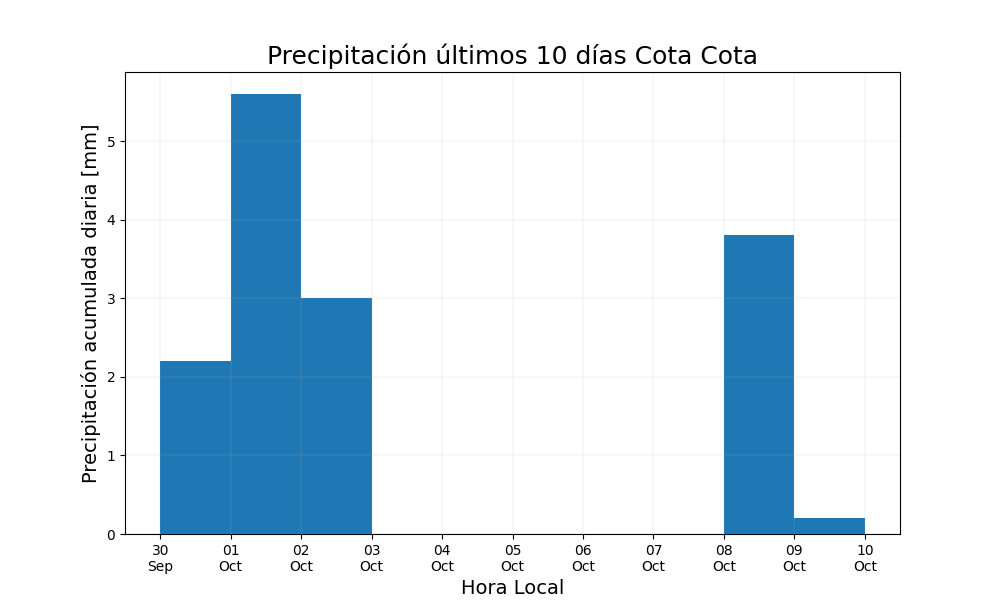 Precipitación últimos 10 días Cota Cota
Precipitación acumulada diaria [mm]
5
4
3
2
1
0
30 01 02 03 04 05 06 07 08 09 10
Sep Oct Oct Oct Oct Oct Oct Oct Oct Oct Oct
Hora Local